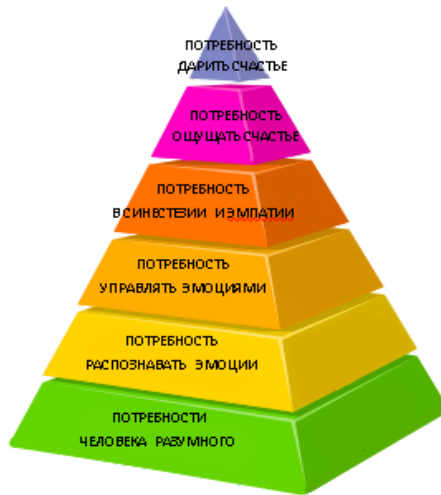 ПОТРЕБНОСТЬ
ДАРИТЬ СЧАСТЬЕ
ПОТРЕБНОСТЬ
ОЩУЩАТЬ СЧАСТЬЕ
ПОТРЕБНОСТЬ
В СИНЕСТЕЗИИ И ЭМПАТИИ
ПОТРЕБНОСТЬ
УПРАВЛЯТЬ ЭМОЦИЯМИ
ПОТРЕБНОСТЬ
РАСПОЗНАВАТЬ ЭМОЦИИ
ПОТРЕБНОСТИ
ЧЕЛОВЕКА РАЗУМНОГО